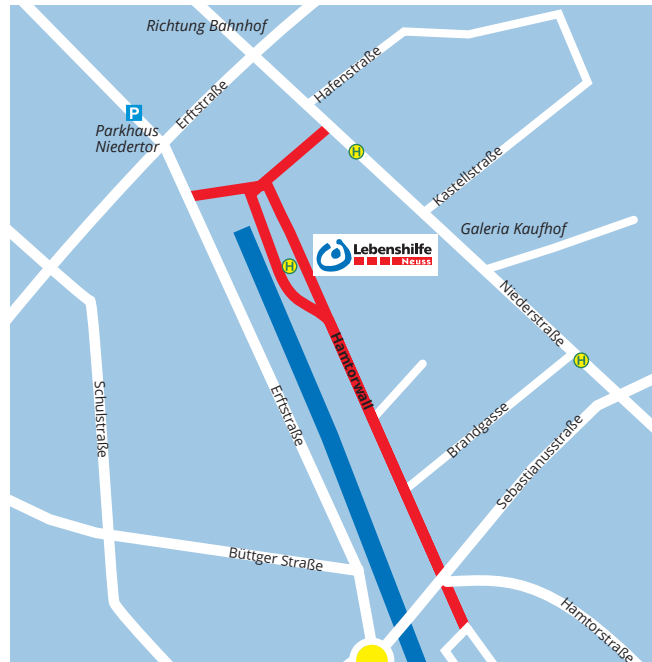 Richtung Bahnhof
Hafenstraße
P
Erftstraße
Parkhaus
Niedertor
H
Kastellstraße
Galeria Kaufhof
Lebenshilfe
Neuss
H
Niederstraße
Hamtorwall
H
Schulstraße
Erftstraße
Brandgasse
Sebastianusstraße
Büttger Straße
Hamtorstraße